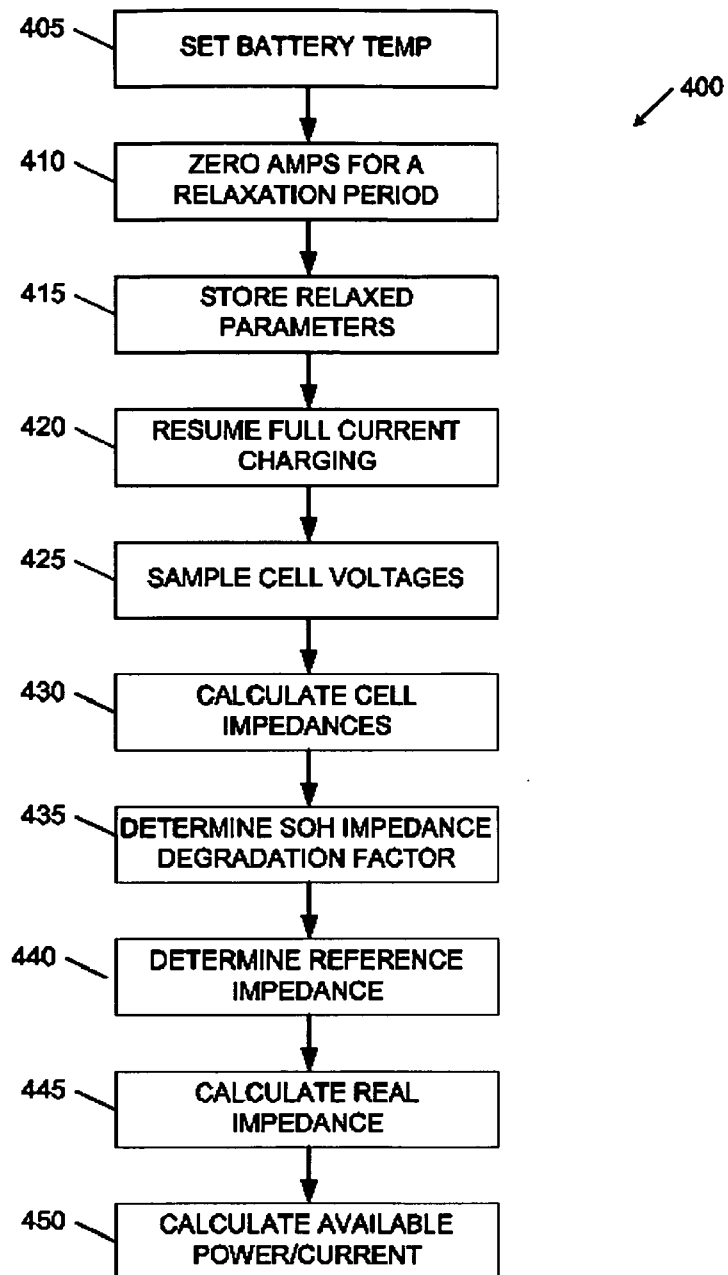 405
SET BATTERY TEMP
400
410
ZERO AMPS FOR A
RELAXATION PERIOD
415
STORE RELAXED
PARAMETERS
420
RESUME FULL CURRENT
CHARGING
425
SAMPLE CELL VOLTAGES
430
CALCULATE CELL
IMPEDANCES
435
DETERMINE SOH IMPEDANCE
DEGRADATION FACTOR
440
DETERMINE REFERENCE
IMPEDANCE
445
CALCULATE REAL
IMPEDANCE
450
CALCULATE AVAILABLE
POWER/CURRENT